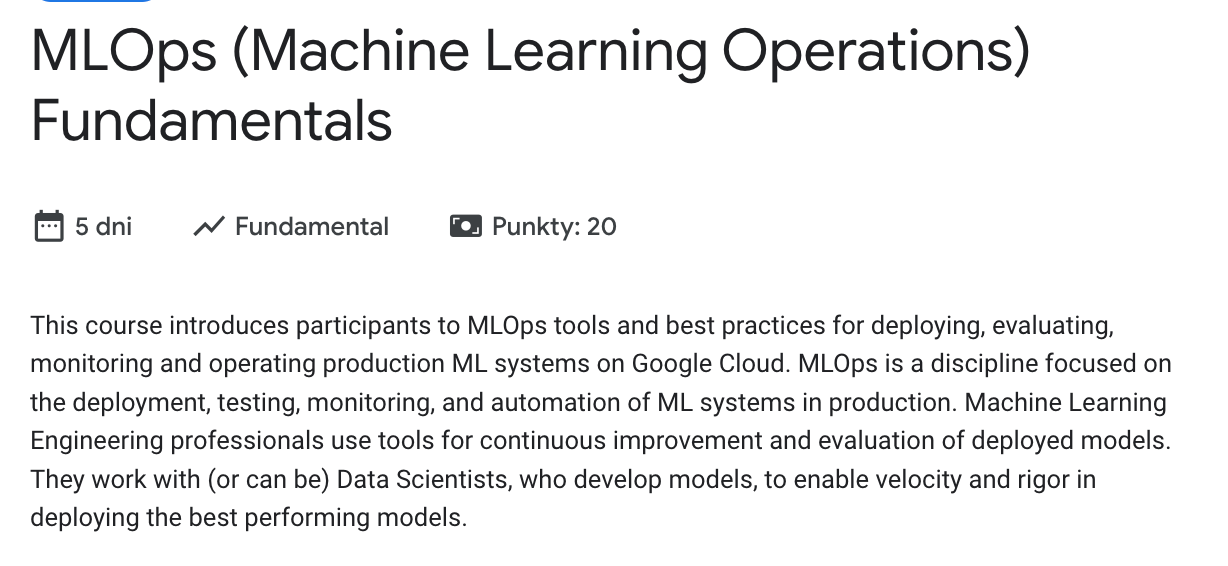 MLOps (Machine Learning Operations)
Fundamentals
5 dni Fundamental Punkty: 20
This course introduces participants to MLOps tools and best practices for deploying, evaluating,
monitoring and operating production ML systems on Google Cloud. MLOps is a discipline focused on
the deployment, testing, monitoring, and automation of ML systems in production. Machine Learning
Engineering professionals use tools for continuous improvement and evaluation of deployed models.
They work with (or can be) Data Scientists, who develop models, to enable velocity and rigor in
deploying the best performing models.